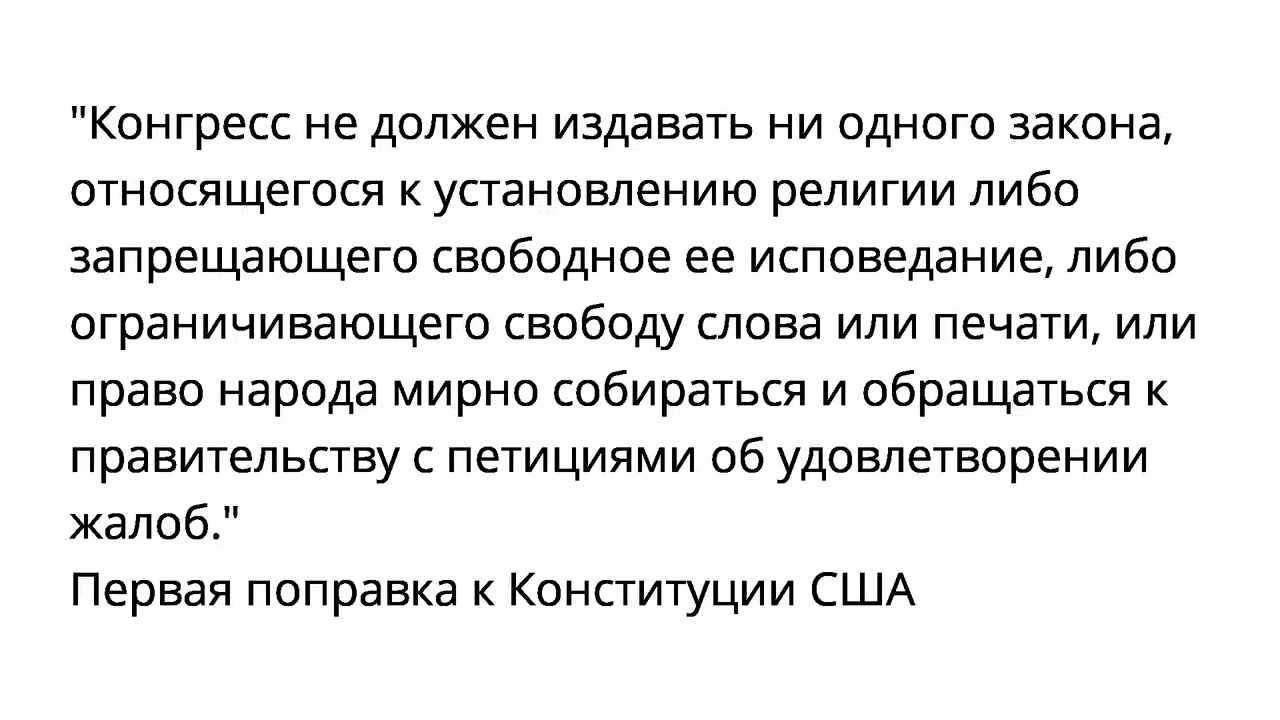 "Конгресс не должен издавать ни одного закона,
относящегося к установлению религии либо
запрещающего свободное ее исповедание, либо
ограничивающего свободу слова или печати, или
право народа мирно собираться и обращаться к
правительству с петициями об удовлетворении
жалоб."
Первая поправка к Конституции США